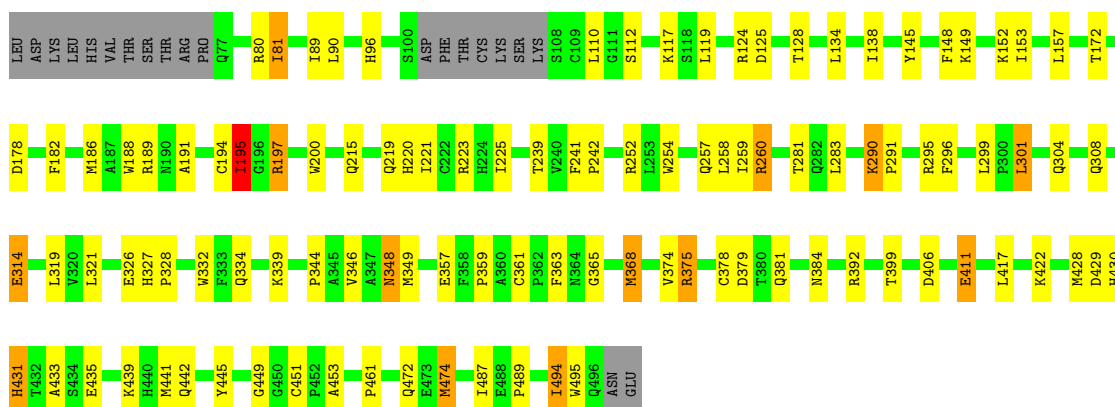 LEU ASP LYS LEU HIS VAL THR SER THR ARG PRO Q77 R80 I81 I89 L90 H96 S100 ASP PHE THR CYS LYS SER LYS S108 C109 L110 G111 S112 K117 S118 L119 R124 D125 T128 L134 I138 Y145 F148 K149 K152 I153 L157 T172
D178 F182 M186 A187 W188 R189 N190 A191 C194 I195 G196 R197 W200 Q215 Q219 H220 I221 C222 R223 H224 I225 T239 V240 F241 P242 R252 L253 W254 Q257 L258 I259 R260 T281 Q282 L283 K290 P291 R295 F296 L299 P300 L301 Q304 Q308
E314 L319 V320 L321 E326 H327 P328 W332 F333 Q334 K339 P344 A345 V346 A347 N348 M349 E357 F358 P359 A360 C361 P362 F363 N364 G365 M368 V374 R375 C378 D379 T380 Q381 N384 R392 T399 D406 E411 L417 K422 M428 D429 H430
H431 T432 A433 S434 E435 K439 H440 M441 Q442 Y445 G449 G450 C451 P452 A453 P461 Q472 E473 M474 I487 E488 P489 I494 W495 Q496 ASN GLU